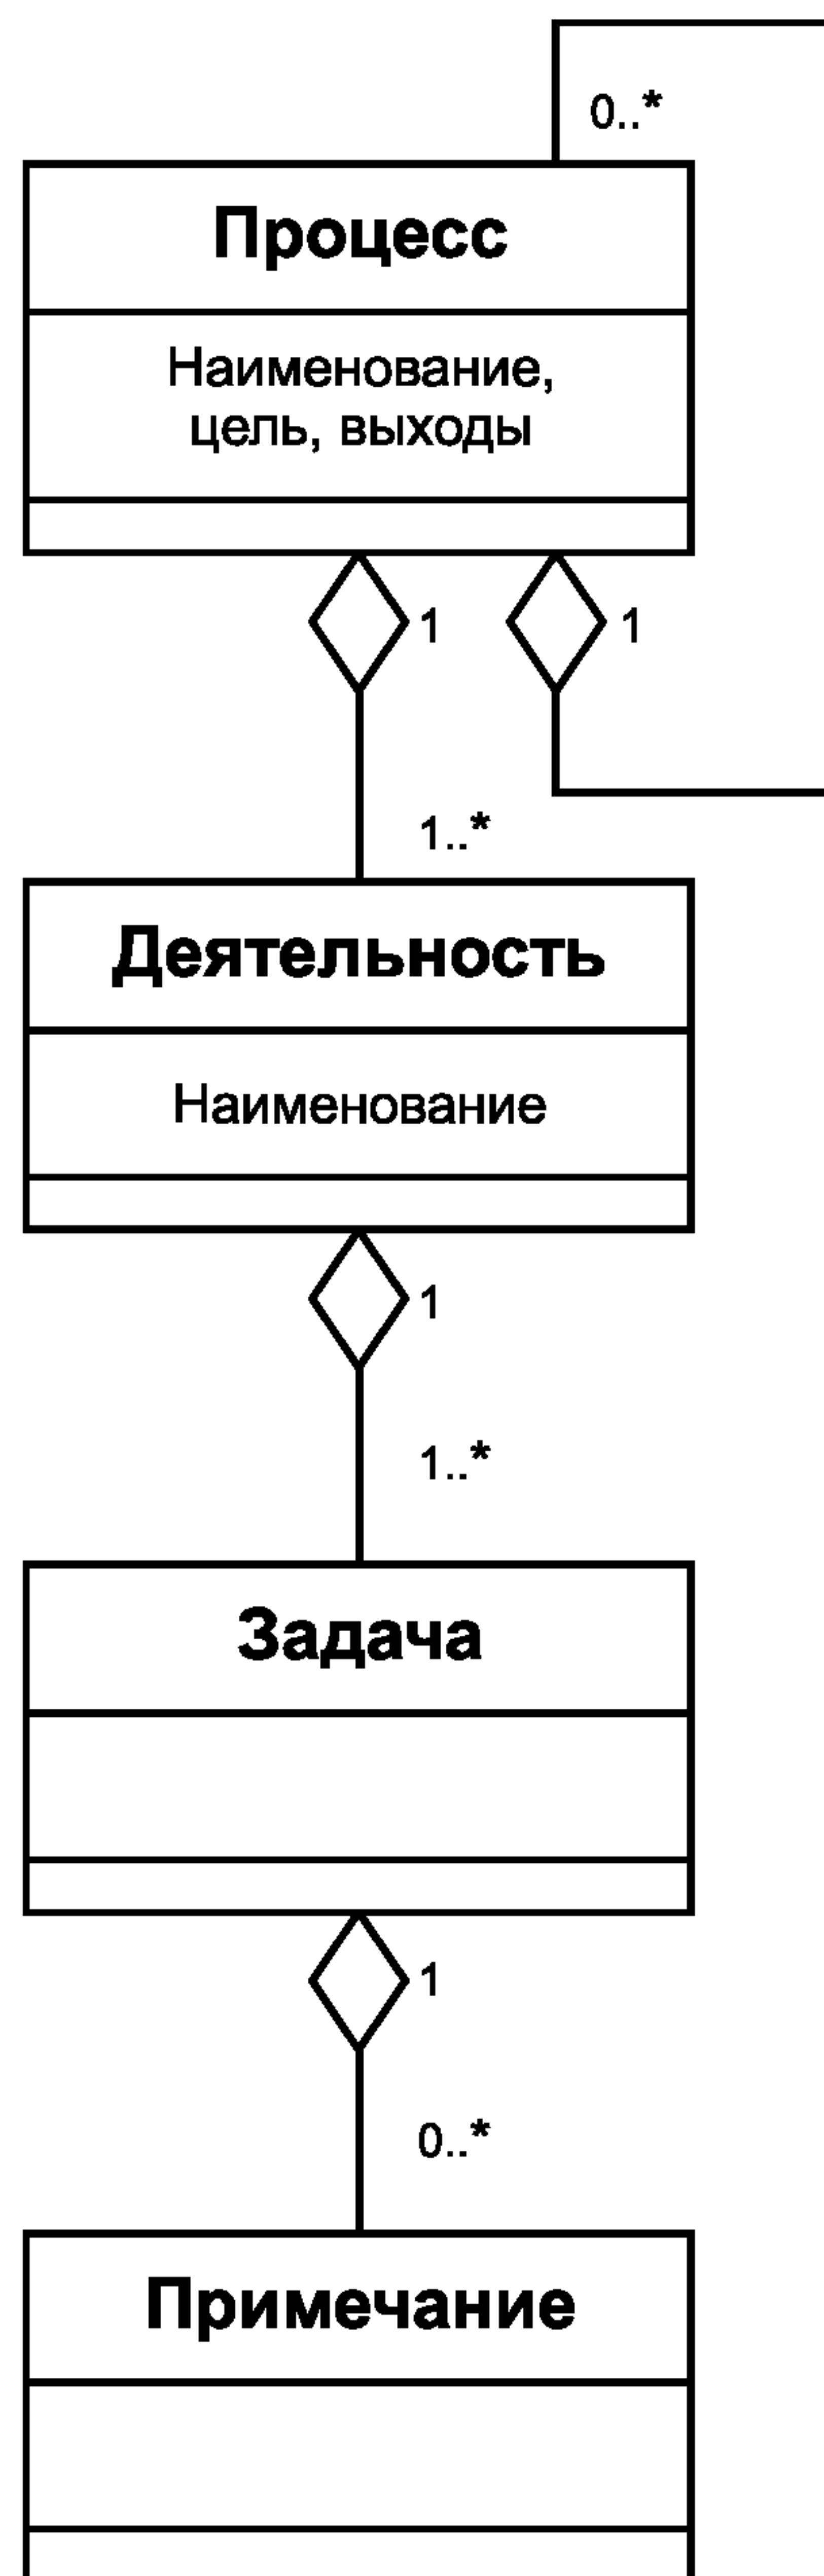 0..*
Процесс
Наименование,
цель, выходы
1
1
1..*
Деятельность
Наименование
1
1..*
Задача
1
0..*
Примечание